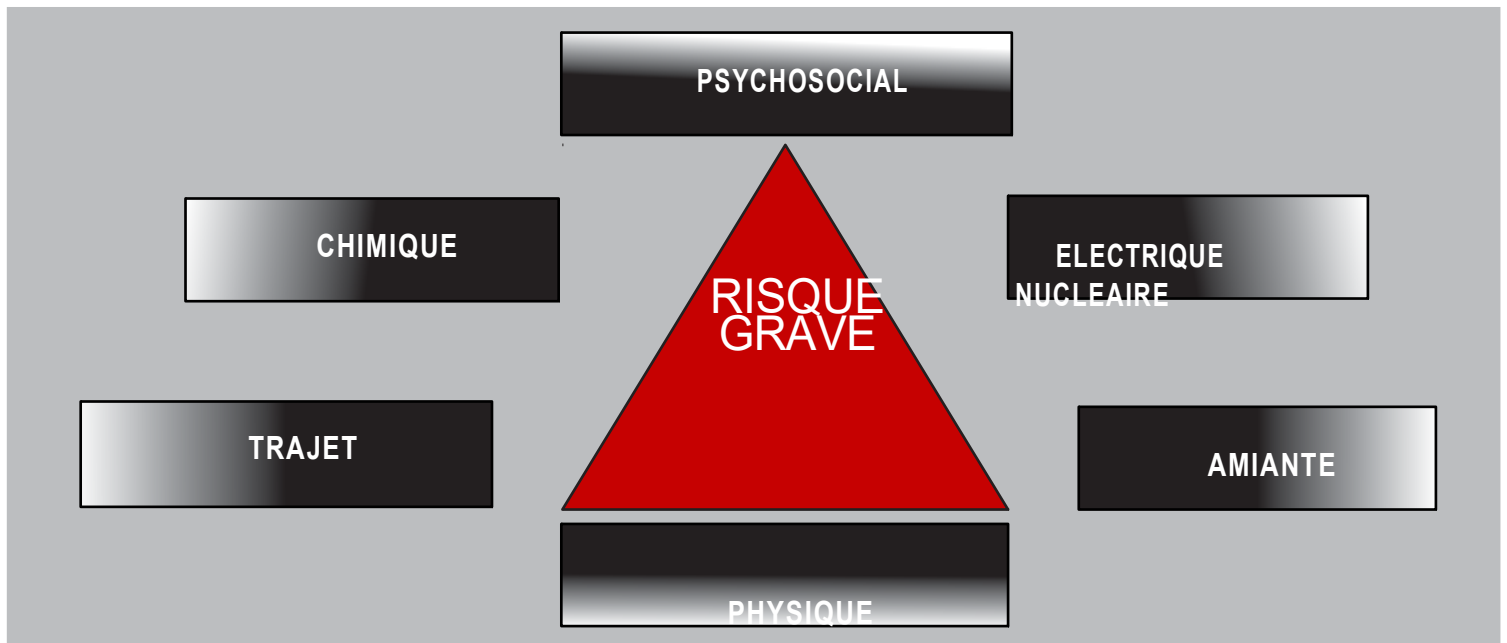 PSYCHOSOCIAL
CHIMIQUE
ELECTRIQUE
NUCLEAIRE
RISQUE
GRAVE
TRAJET
AMIANTE
PHYSIQUE